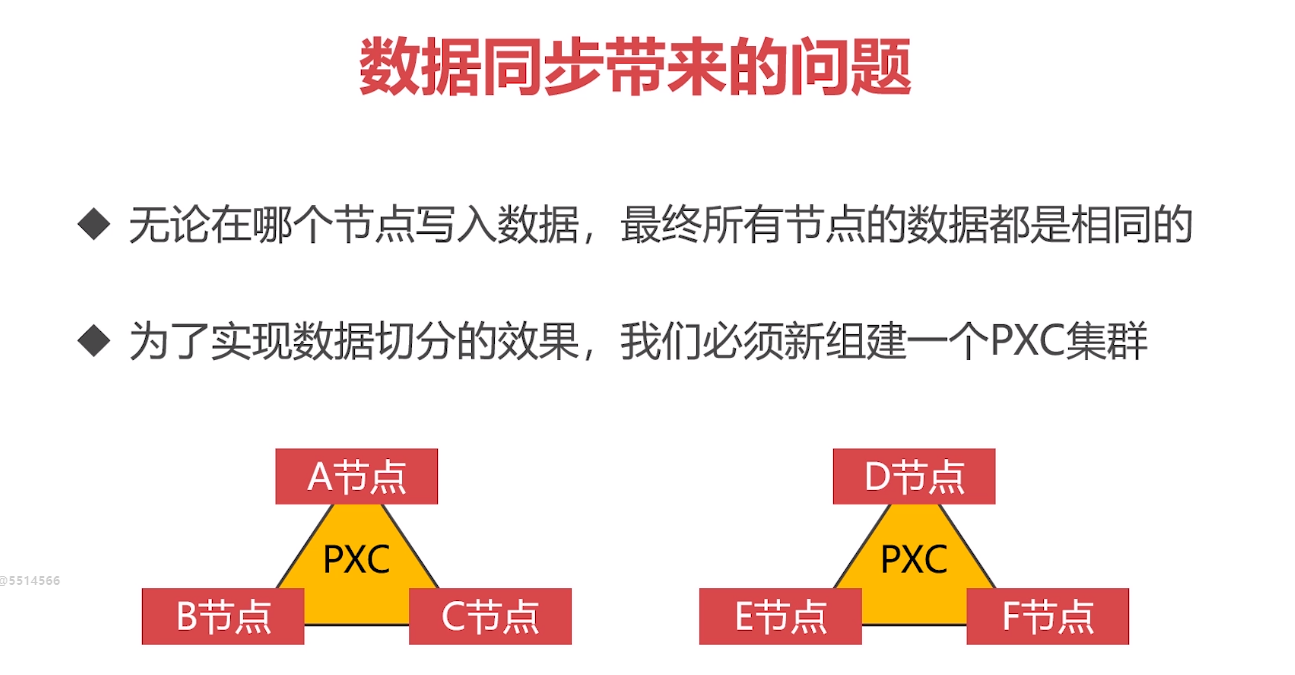 数据同步带来的问题
◆ 无论在哪个节点写入数据，最终所有节点的数据都是相同的
◆ 为了实现数据切分的效果，我们必须新组建一个PXC集群
A节点
PXC
B节点
C节点
D节点
PXC
E节点
F节点
@5514566